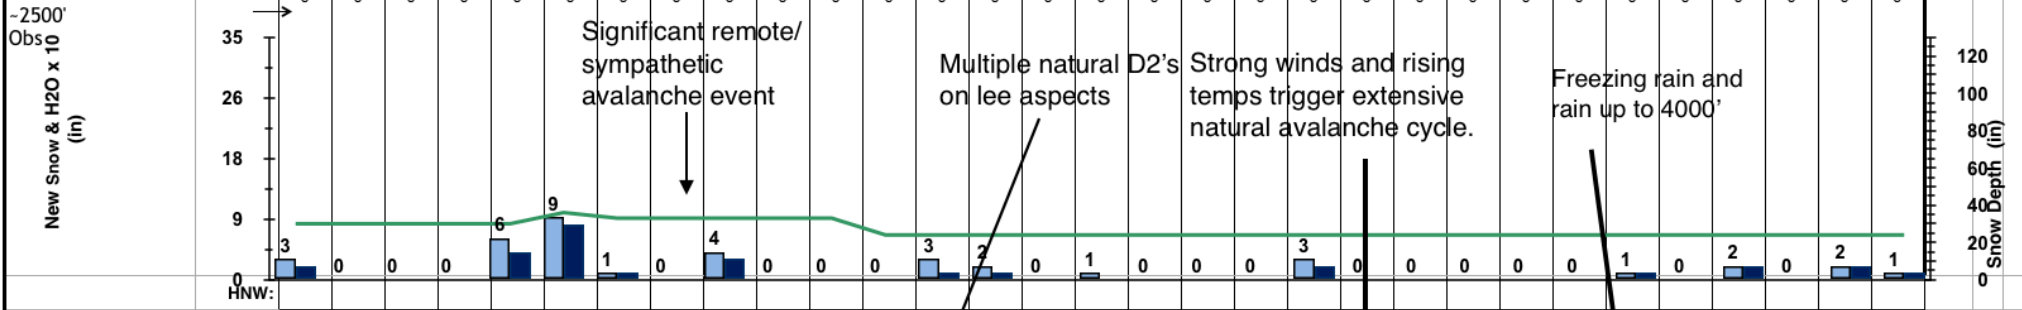 ~2500'
Obs
New Snow & H2O x 10
(in)
35
26
18
9
0
HNW:
Significant remote/
sympathetic
avalanche event
Multiple natural D2’s
on lee aspects
Strong winds and rising
temps trigger extensive
natural avalanche cycle.
Freezing rain and
rain up to 4000’
3 0 0 0 6 9 1 0 4 0 0 0 3 2 0 1 0 0 0 3 0 0 0 0 0 1 0 2 0 2 1
120
100
80
60
40
20
0
Snow Depth (in)